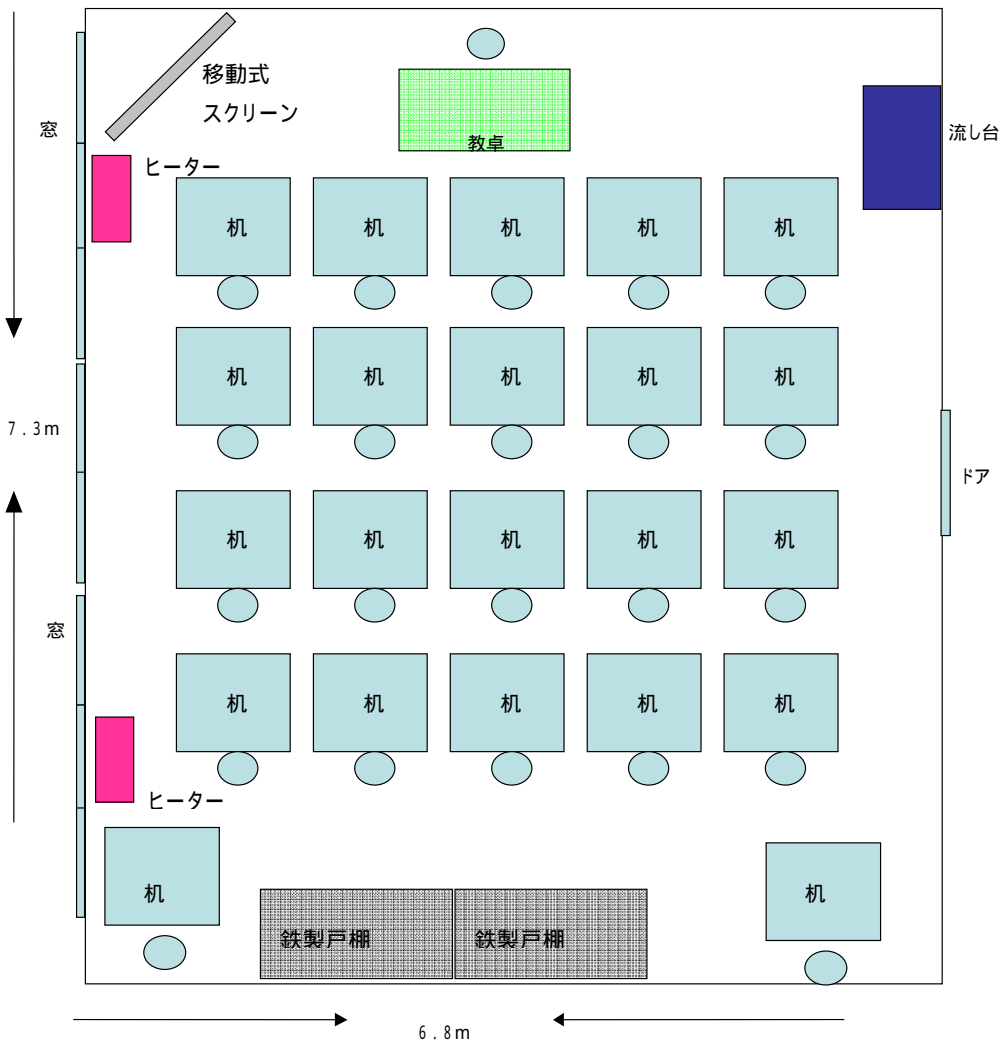 移動式
スクリーン
窓
教卓
流し台
ヒーター
机 机 机 机 机
机 机 机 机 机
7.3m
ドア
机 机 机 机 机
窓
机 机 机 机 机
ヒーター
机
机
鉄製戸棚 鉄製戸棚
6.8m